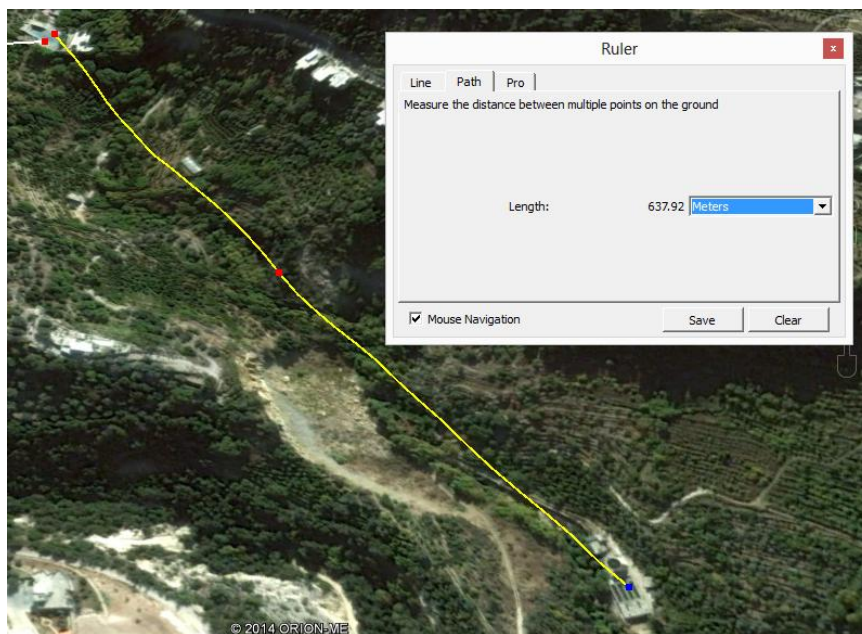 Ruler
Line Path Pro
Measure the distance between multiple points on the ground
Length: 637.92 Meters
Mouse Navigation Save Clear
© 2014 ORION-ME